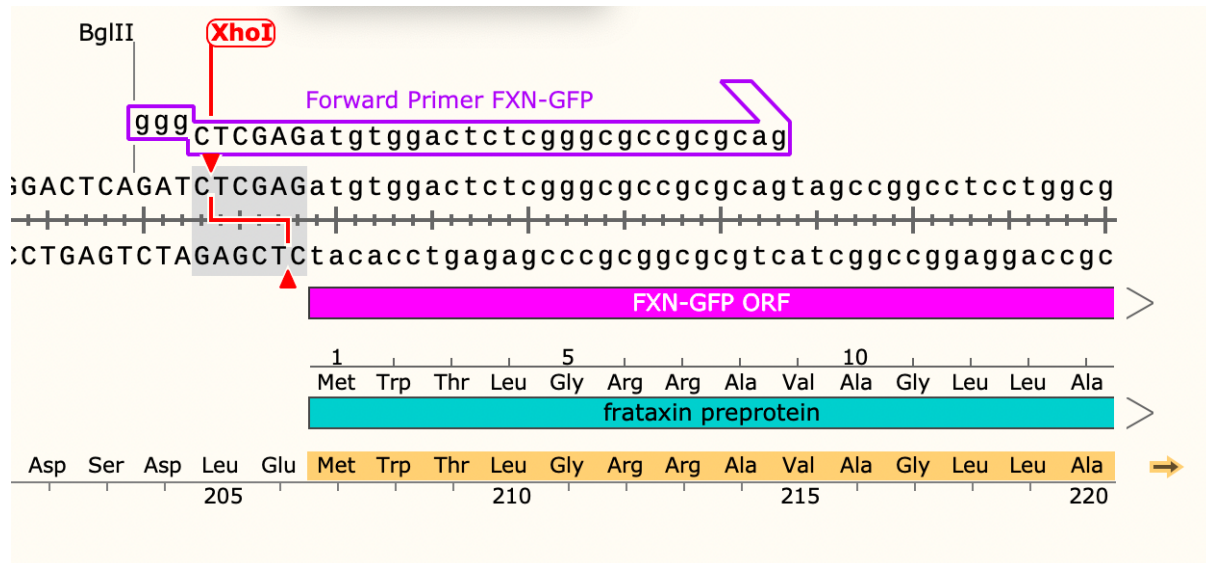 BglII XhoI
Forward Primer FXN-GFP
gggCTCGAGatgtggactctcgggcgccgcgcag
GGACTCAGATCTCGAGatgtggactctcgggcgccgcgcagtagccggcctcctggcg
CCTGAGTCTAGAGCTCtacacctgagagcccgcggcgcgtcatcggccggaggaccgc
FXN-GFP ORF
1 5 10
Met Trp Thr Leu Gly Arg Arg Ala Val Ala Gly Leu Leu Ala
frataxin preprotein
Asp Ser Asp Leu Glu Met Trp Thr Leu Gly Arg Arg Ala Val Ala Gly Leu Leu Ala
205 210 215 220